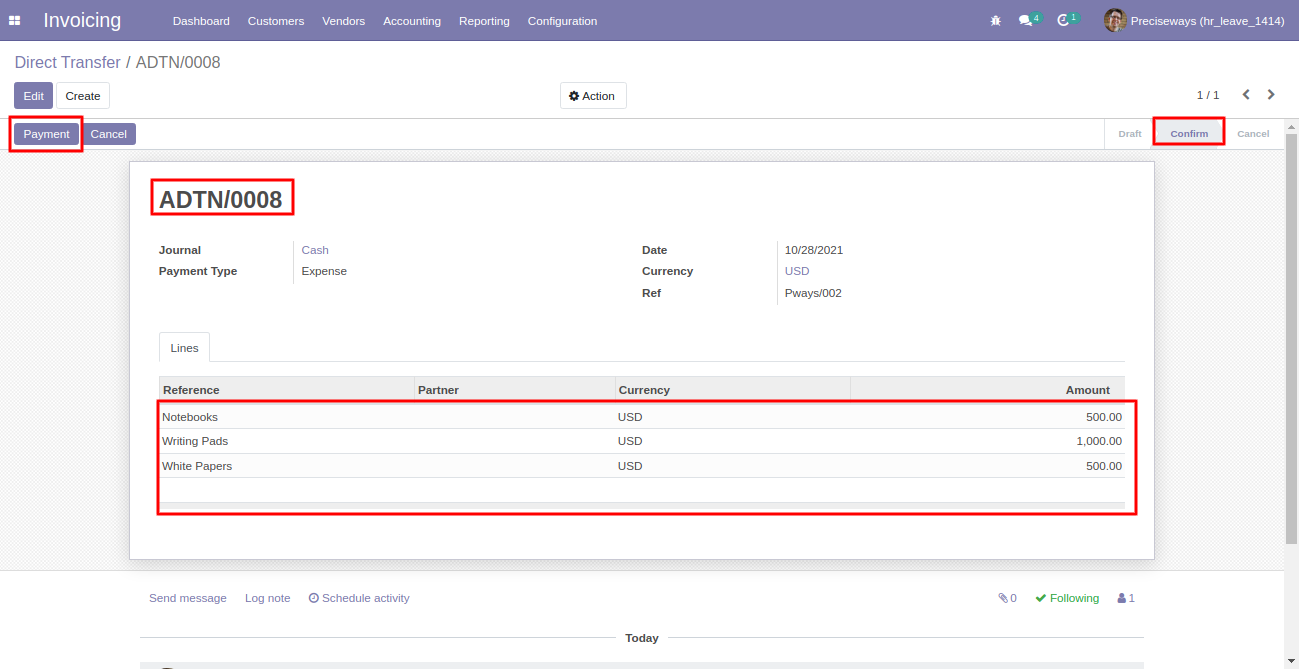 Invoicing Dashboard Customers Vendors Accounting Reporting Configuration 4 1 Preciseways (hr_leave_1414)
Direct Transfer / ADTN/0008
Edit Create Action 1 / 1
Payment Cancel Draft Confirm Cancel
ADTN/0008
Journal Cash Date 10/28/2021
Payment Type Expense Currency USD
Ref Pways/002
Lines
Reference Partner Currency Amount
Notebooks USD 500.00
Writing Pads USD 1,000.00
White Papers USD 500.00
Send message Log note Schedule activity 0 Following 1
Today